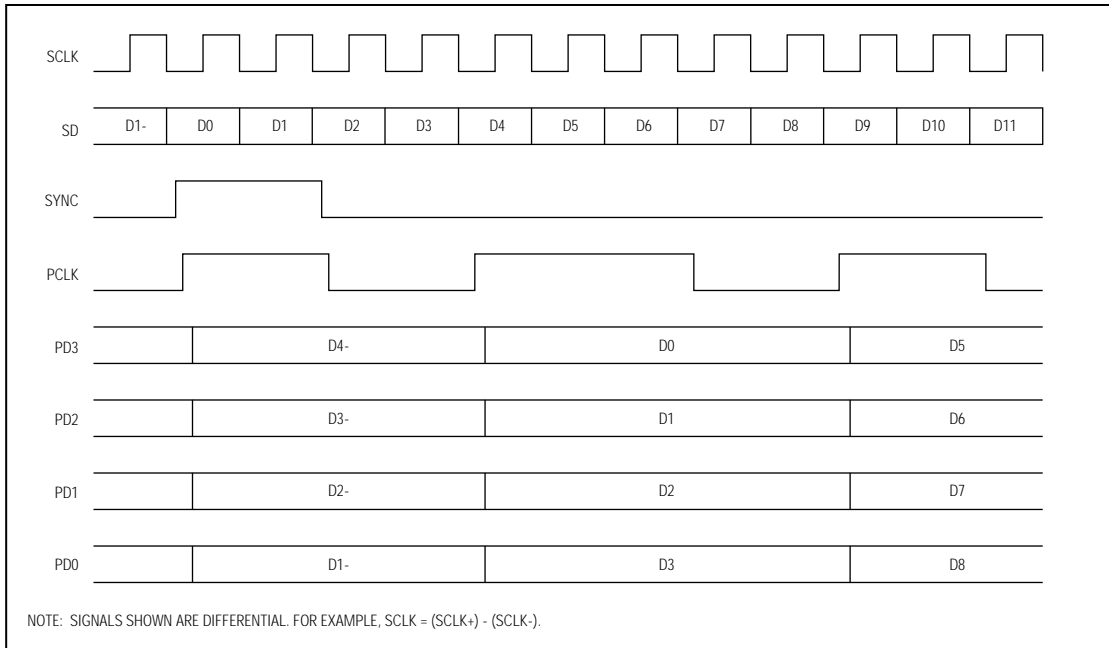 SCLK
SD D1- D0 D1 D2 D3 D4 D5 D6 D7 D8 D9 D10 D11
SYNC
PCLK
PD3 D4- D0 D5
PD2 D3- D1 D6
PD1 D2- D2 D7
PD0 D1- D3 D8
NOTE: SIGNALS SHOWN ARE DIFFERENTIAL. FOR EXAMPLE, SCLK = (SCLK+) - (SCLK-).